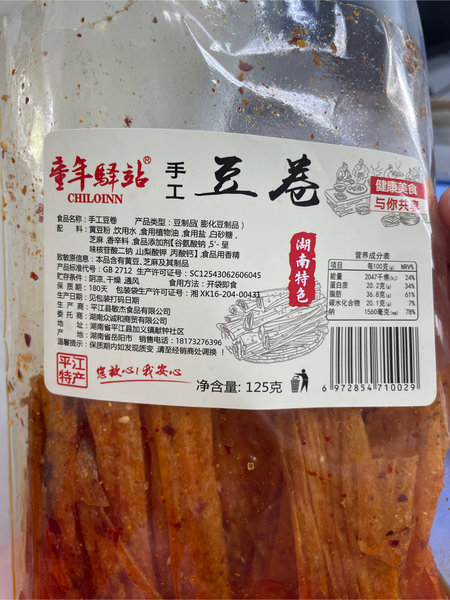 童年驿站®
CHILOINN
手工
豆卷
健康美食
与你共享
食品名称: 手工豆卷 产品类型: 豆制品(膨化豆制品)
配 料: 黄豆粉 ,饮用水 ,食用植物油 ,食用盐 ,白砂糖,
芝麻 ,香辛料 ,食品添加剂【谷氨酸钠 ,5'- 呈
味核苷酸二钠 ,山梨酸钾 ,丙酸钙】,食用香精
致敏原信息: 本品含有黄豆、芝麻及其制品
产品标准号: GB 2712 生产许可证号: SC12543062606045
贮存条件: 阴凉、干燥、通风 食用方法: 开袋即食
保 质 期: 180天 包装袋生产许可证号: 湘 XK16-204-00431
生产日期: 见包装打码日期
生 产 商: 平江县敏杰食品有限公司
经 销 商: 湖南众诚和商贸有限公司
地 址: 湖南省平江县加义镇献钟社区
产 地: 湖南省岳阳市 销售电话: 18173276396
温馨提示: 保质期内如发现质变, 请至经销商处调换!
湖南特色
营养成分表
项目 每100克(g) NRV%
能量 2047千焦(kJ) 24%
蛋白质 20.2克(g) 34%
脂肪 36.8克(g) 61%
碳水化合物 20.1克(g) 7%
钠 1560毫克(mg) 78%
平江
特产
您放心!我安心
净含量: 125克
6 972854 710029